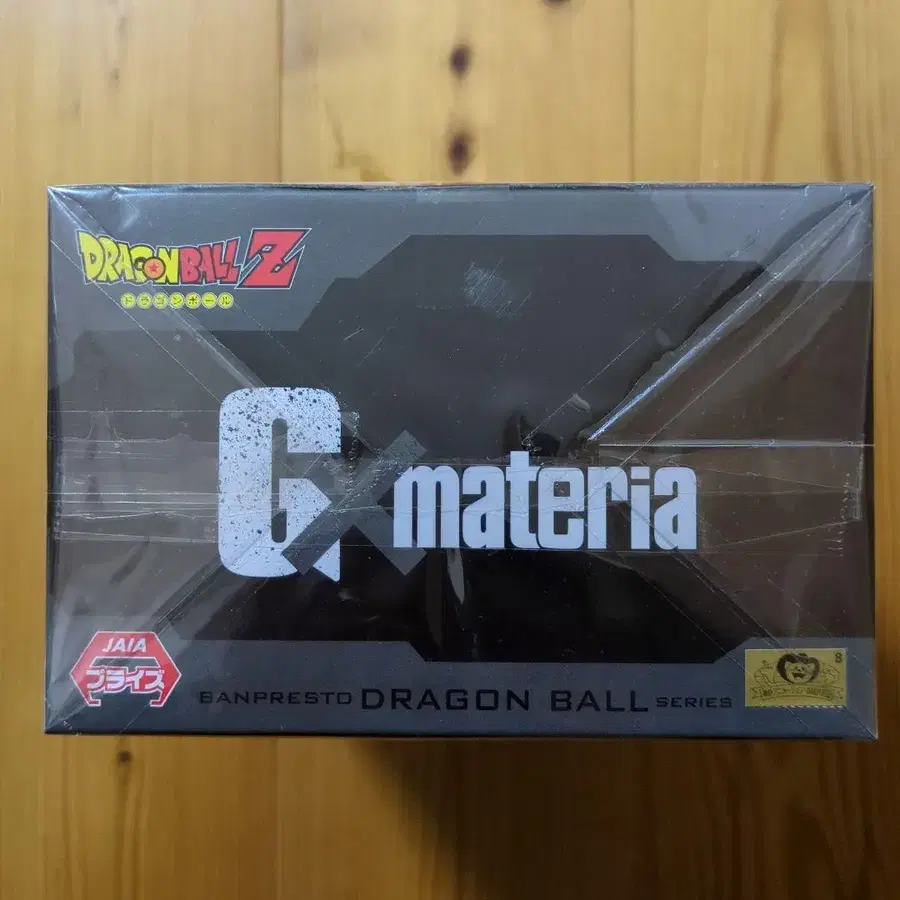 DRAGON BALL Z
ドラゴンボール
G×materia
JAIA
プライズ
BANPRESTO DRAGON BALL SERIES
8